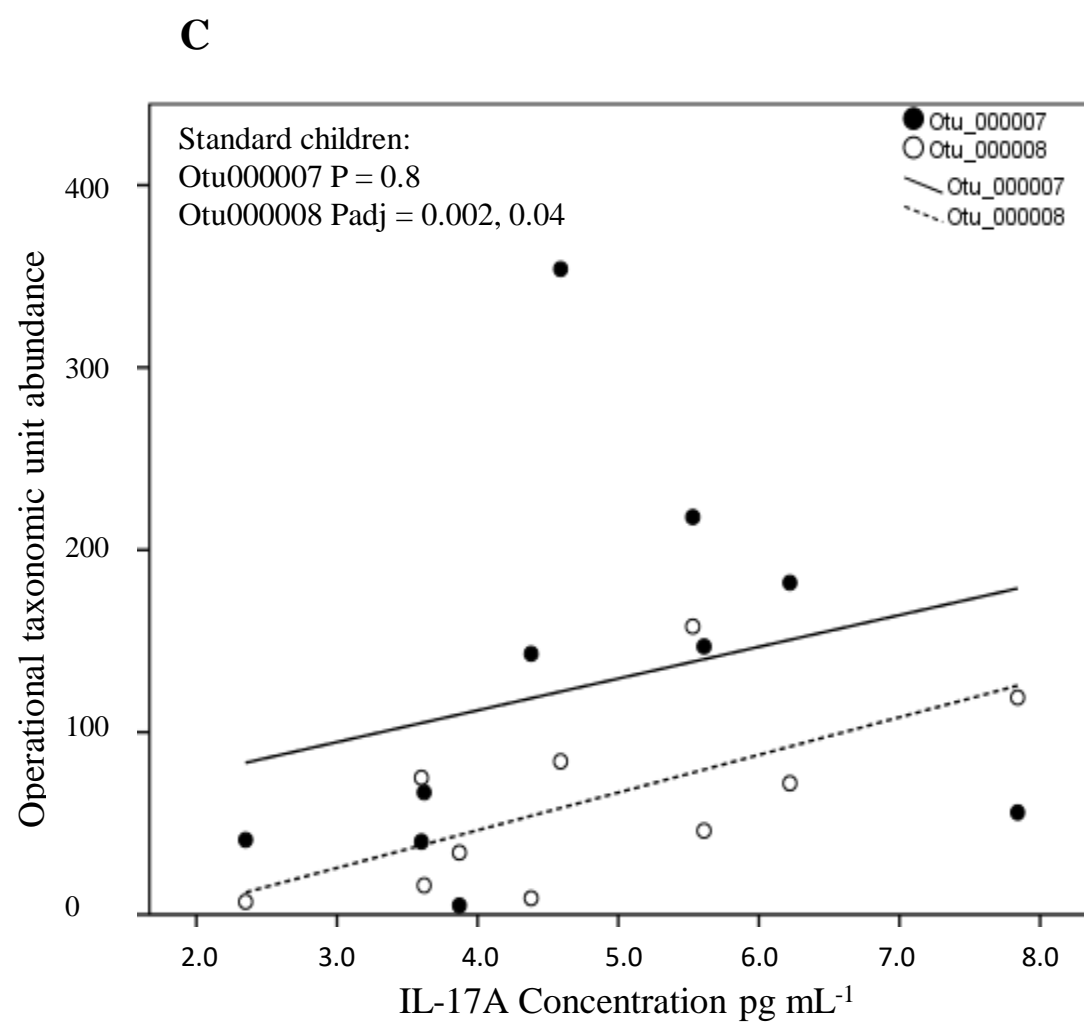 C
Standard children:
Otu000007 P = 0.8
Otu000008 Padj = 0.002, 0.04
Otu_000007
Otu_000008
Otu_000007
Otu_000008
Operational taxonomic unit abundance
400
300
200
100
0
2.0 3.0 4.0 5.0 6.0 7.0 8.0
IL-17A Concentration pg mL-1